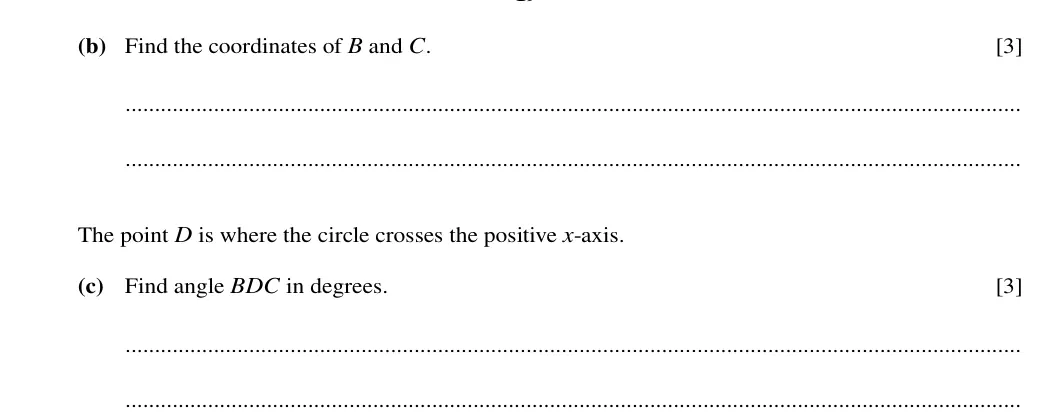 (b) Find the coordinates of B and C. [3]
................................................................................
................................................................................
The point D is where the circle crosses the positive x-axis.
(c) Find angle BDC in degrees. [3]
................................................................................
................................................................................